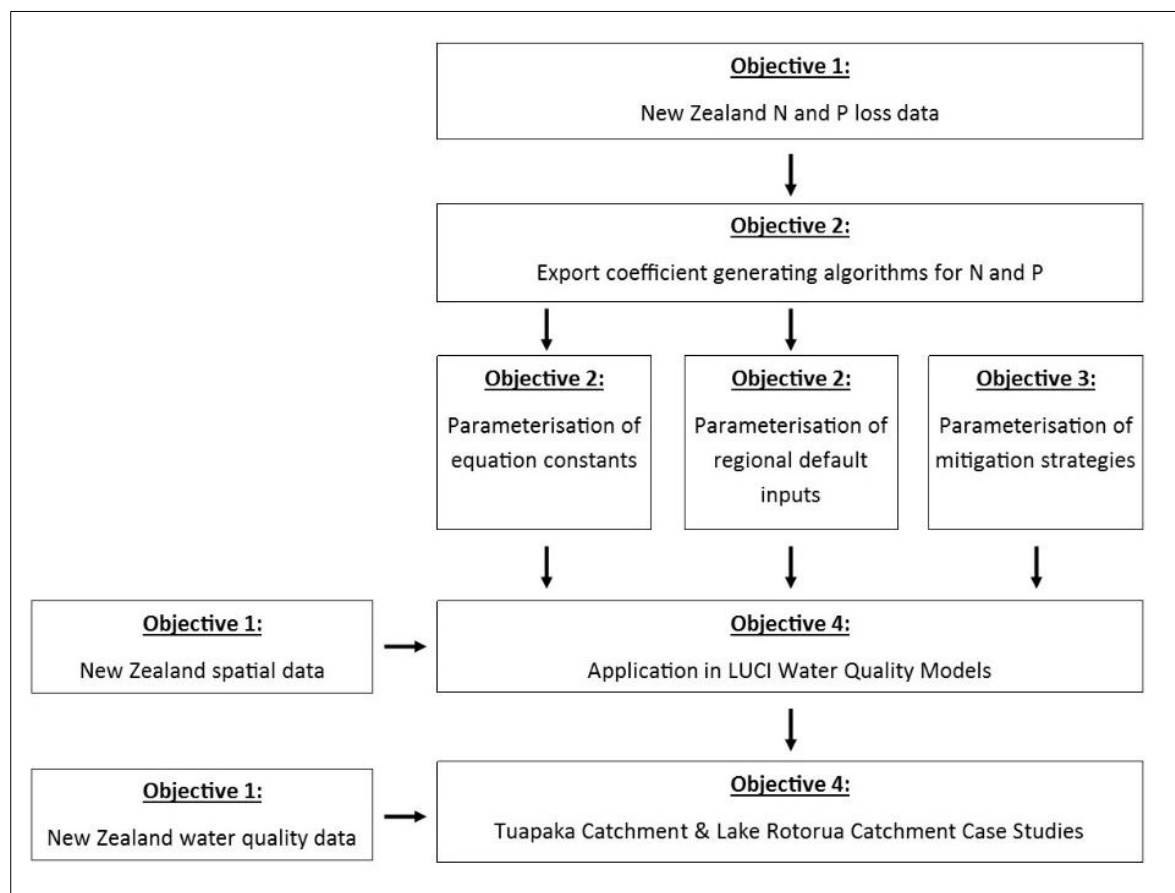 Objective 1:
New Zealand N and P loss data
Objective 2:
Export coefficient generating algorithms for N and P
Objective 2:
Parameterisation of
equation constants
Objective 2:
Parameterisation of
regional default
inputs
Objective 3:
Parameterisation of
mitigation strategies
Objective 1:
New Zealand spatial data
Objective 4:
Application in LUCI Water Quality Models
Objective 1:
New Zealand water quality data
Objective 4:
Tuapaka Catchment & Lake Rotorua Catchment Case Studies